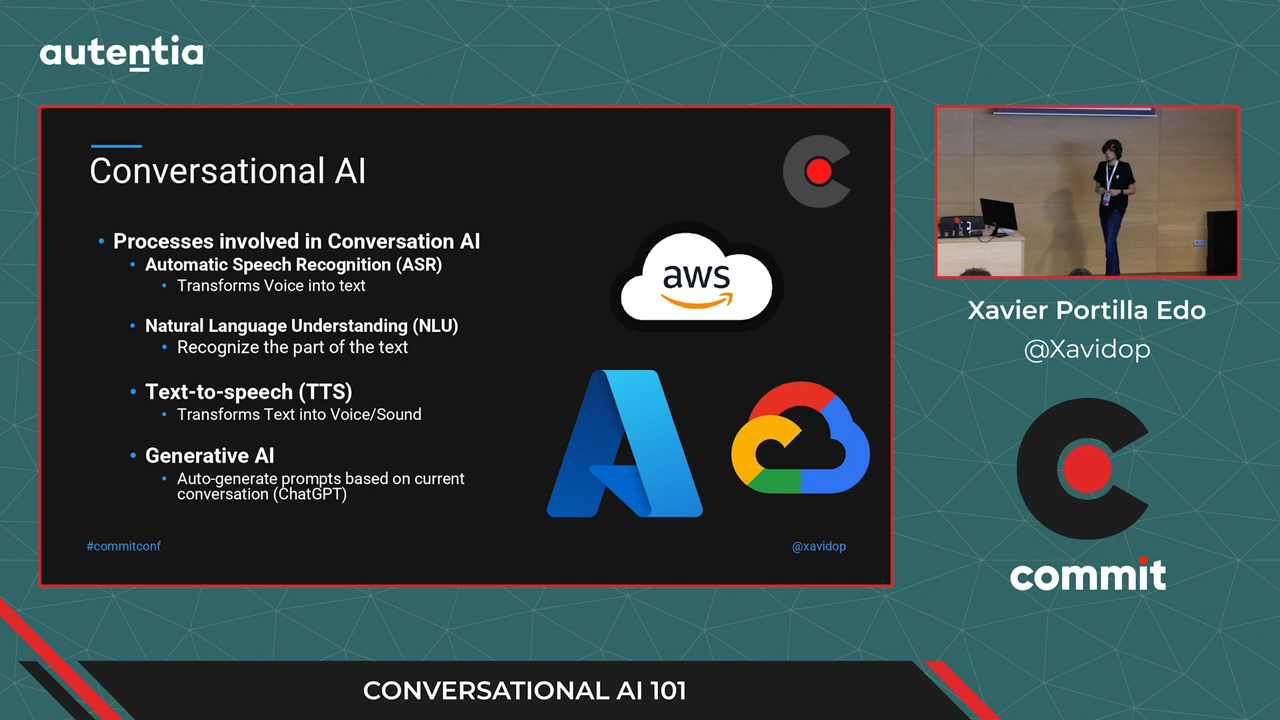 autentia
Conversational AI
Processes involved in Conversation AI
Automatic Speech Recognition (ASR)
Transforms Voice into text
Natural Language Understanding (NLU)
Recognize the part of the text
Text-to-speech (TTS)
Transforms Text into Voice/Sound
Generative AI
Auto-generate prompts based on current
conversation (ChatGPT)
aws
#commitconf
@xavidop
Xavier Portilla Edo
@Xavidop
commit
CONVERSATIONAL AI 101